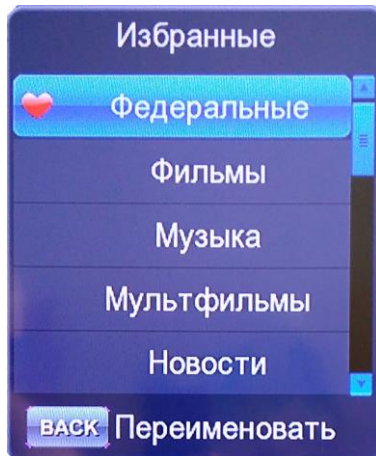 Избранные
Федеральные
Фильмы
Музыка
Мультфильмы
Новости
BACK Переименовать